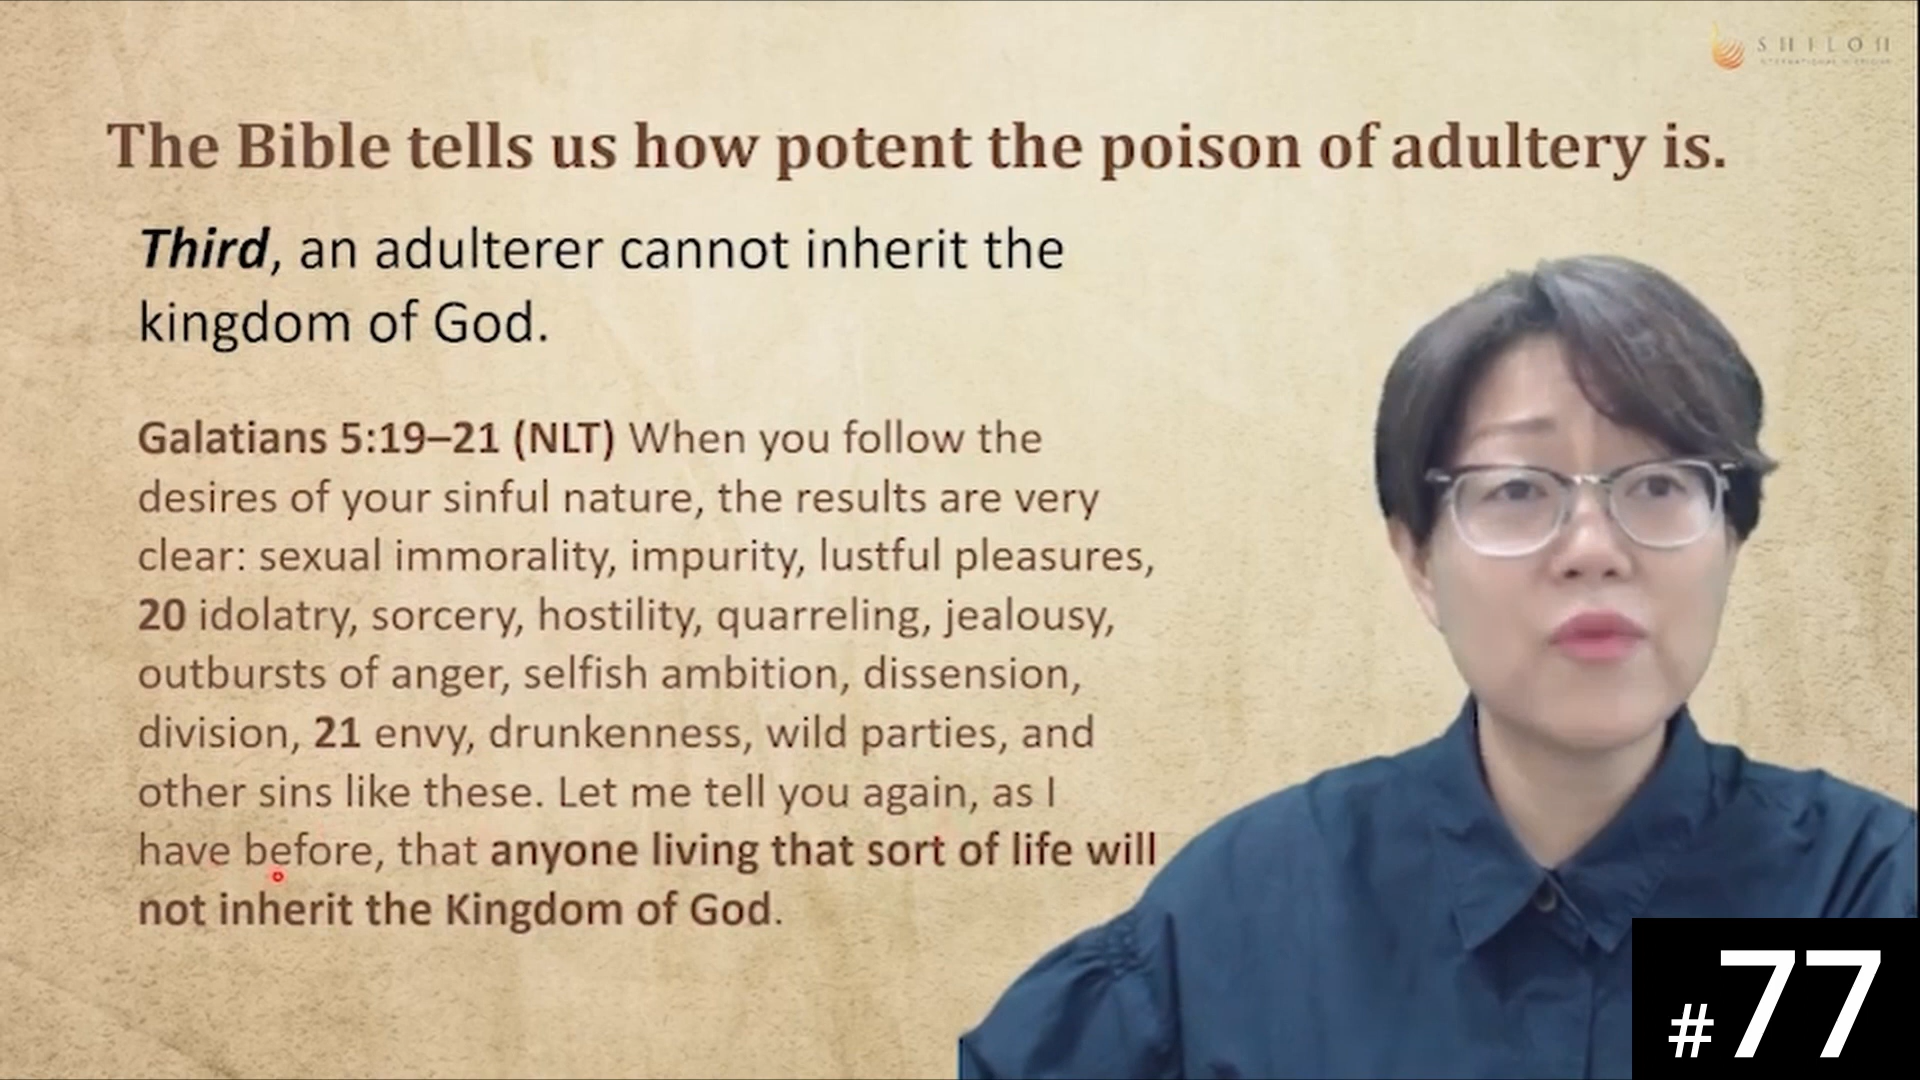 SHILOH
The Bible tells us how potent the poison of adultery is.
Third, an adulterer cannot inherit the
kingdom of God.
Galatians 5:19–21 (NLT) When you follow the
desires of your sinful nature, the results are very
clear: sexual immorality, impurity, lustful pleasures,
20 idolatry, sorcery, hostility, quarreling, jealousy,
outbursts of anger, selfish ambition, dissension,
division, 21 envy, drunkenness, wild parties, and
other sins like these. Let me tell you again, as I
have before, that anyone living that sort of life will
not inherit the Kingdom of God.
#77